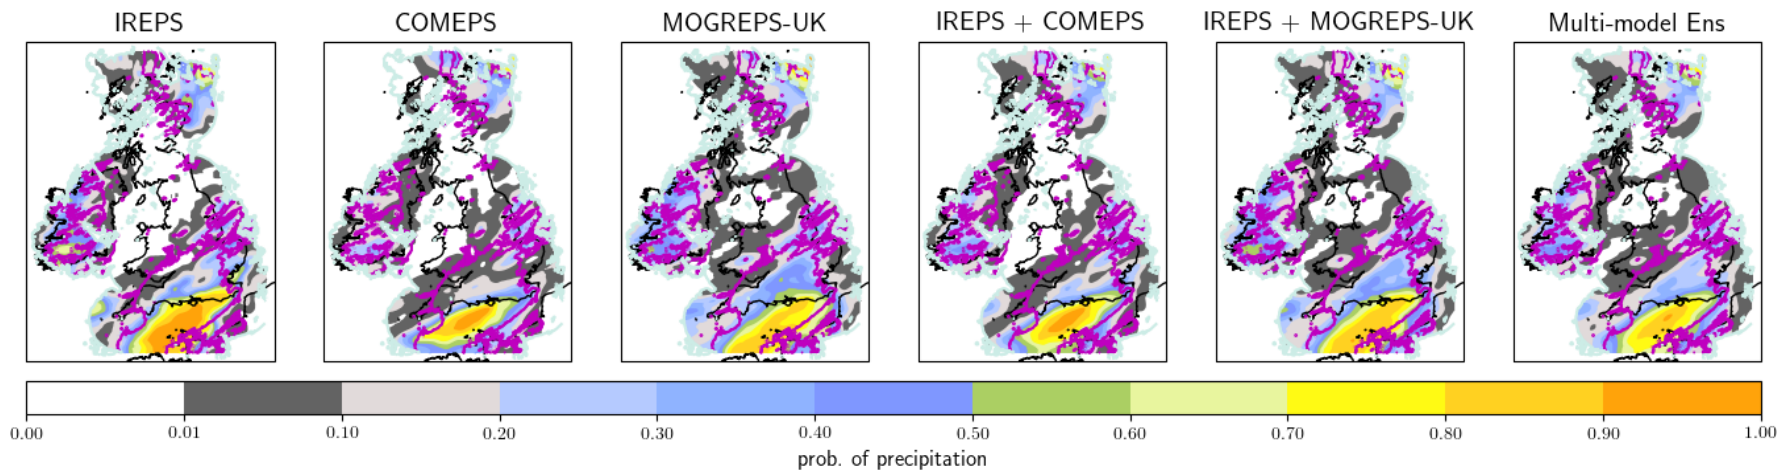 IREPS COMEPS MOGREPS-UK IREPS + COMEPS IREPS + MOGREPS-UK Multi-model Ens
0.00 0.01 0.10 0.20 0.30 0.40 0.50 0.60 0.70 0.80 0.90 1.00
prob. of precipitation